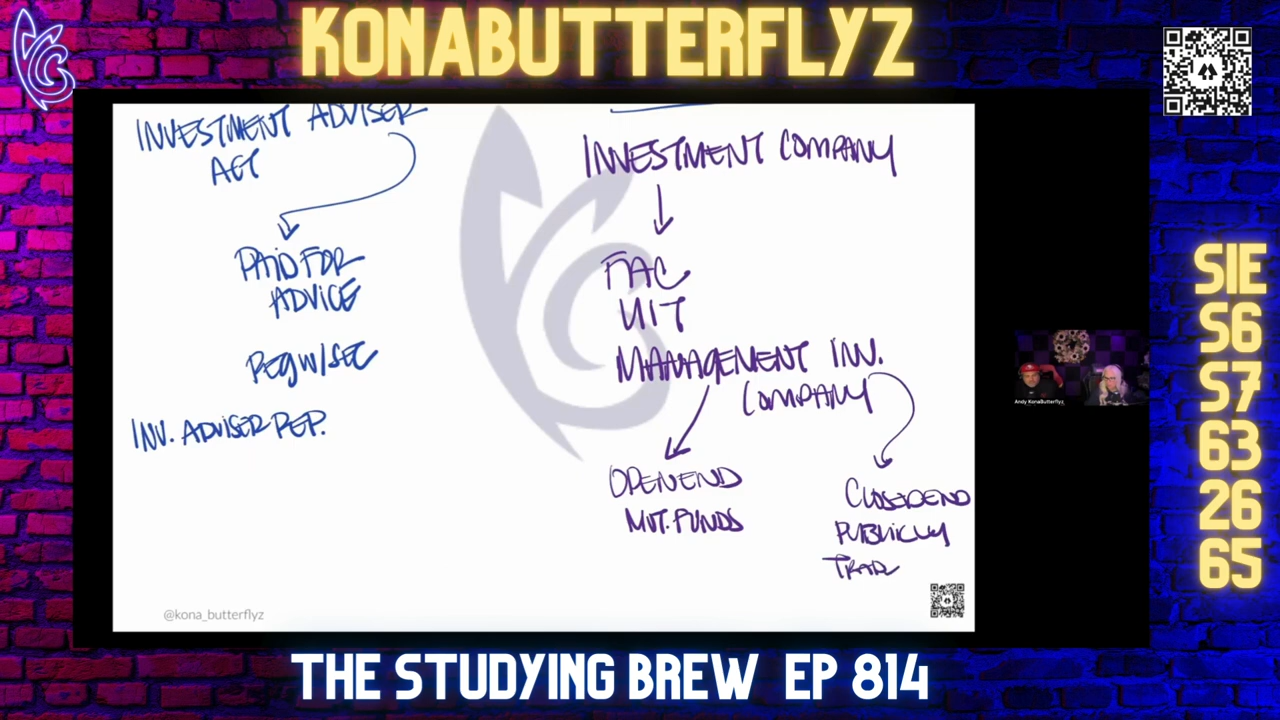 KONABUTTERFLYZ
INVESTMENT ADVISER
ACT
PAID FOR
ADVICE
REG W/SEC
INV. ADVISER REP.
INVESTMENT COMPANY
FAC
UIT
MANAGEMENT INV.
COMPANY
OPEN END
MUT. FUNDS
CLOSED END
PUBLICLY
TRAD
@kona_butterflyz
Andy KonaButterflyz
SIE
S6
S7
63
26
65
THE STUDYING BREW EP 814